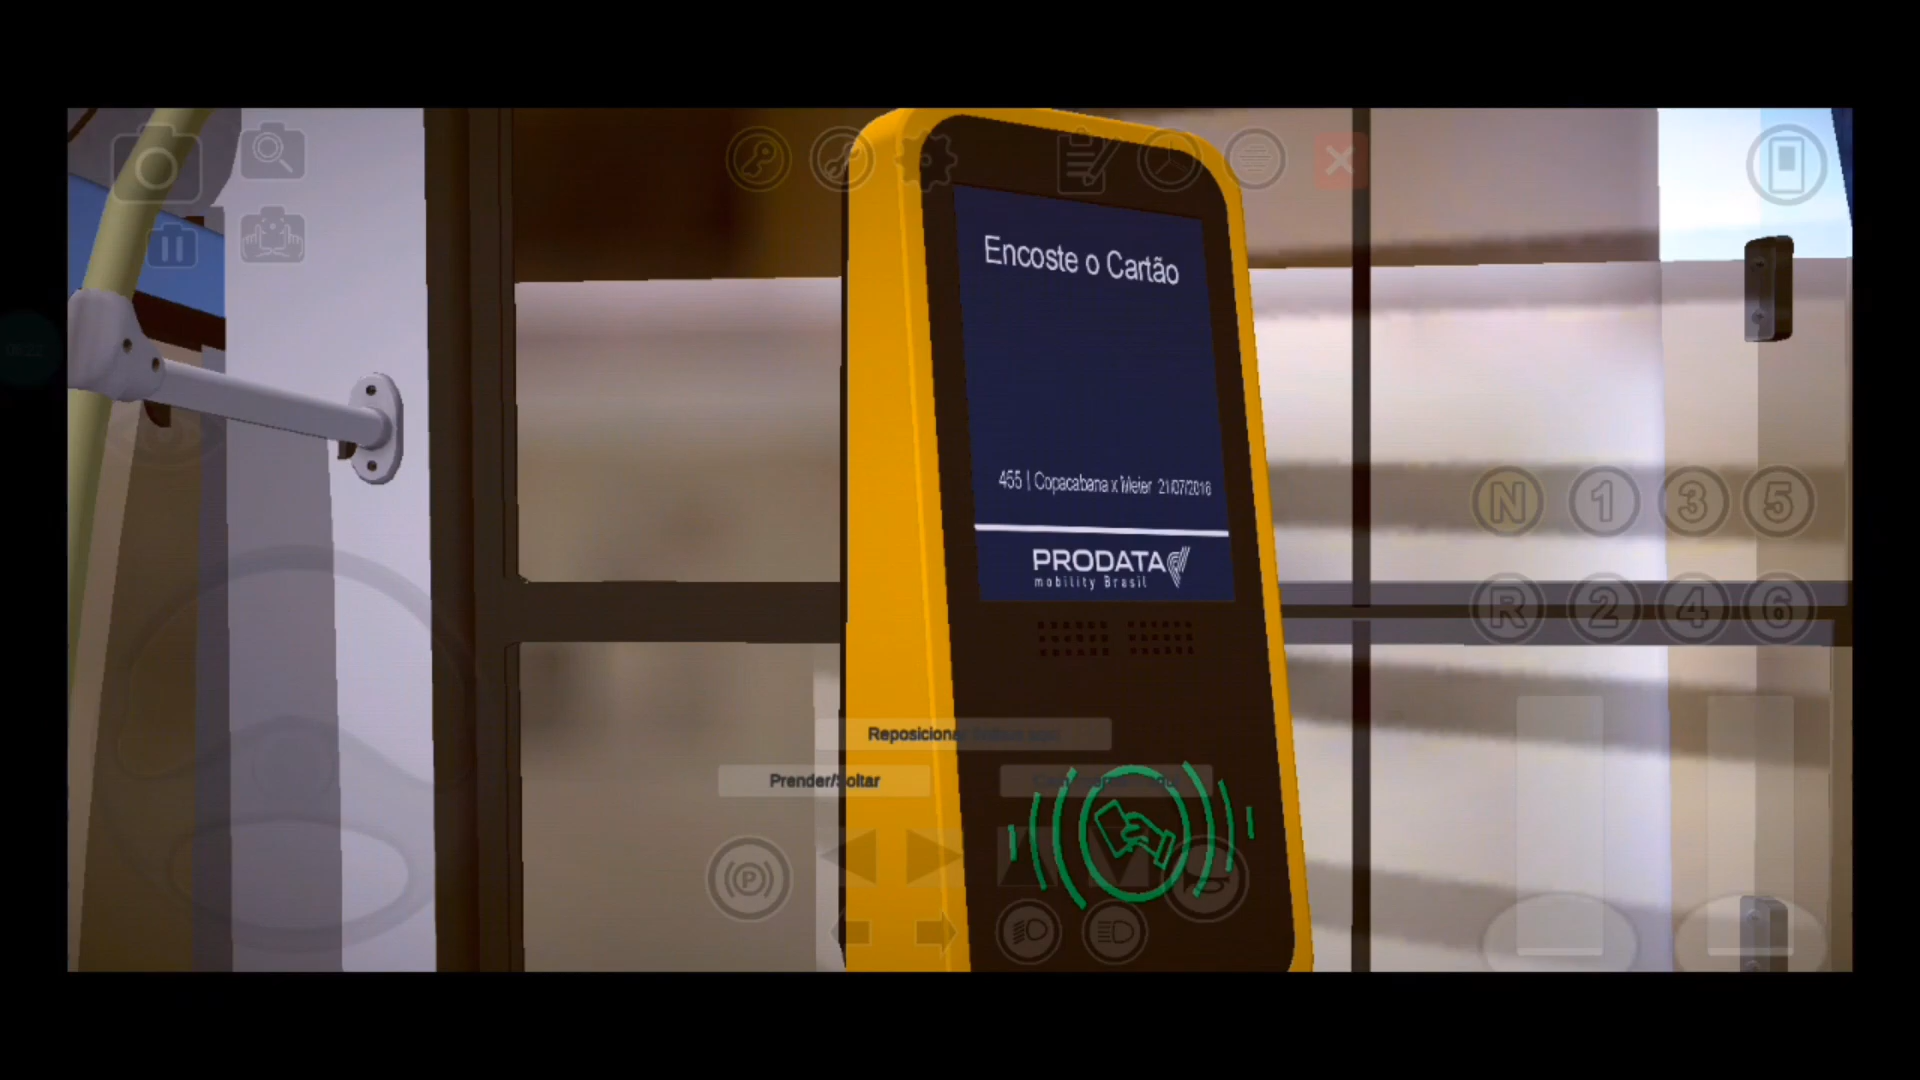 Encoste o Cartão
455 | Copacabana x Meier 21/07/2016
PRODATA
mobility Brasil
N 1 3 5
R 2 4 6
Reposicionar
Prender/Soltar
P